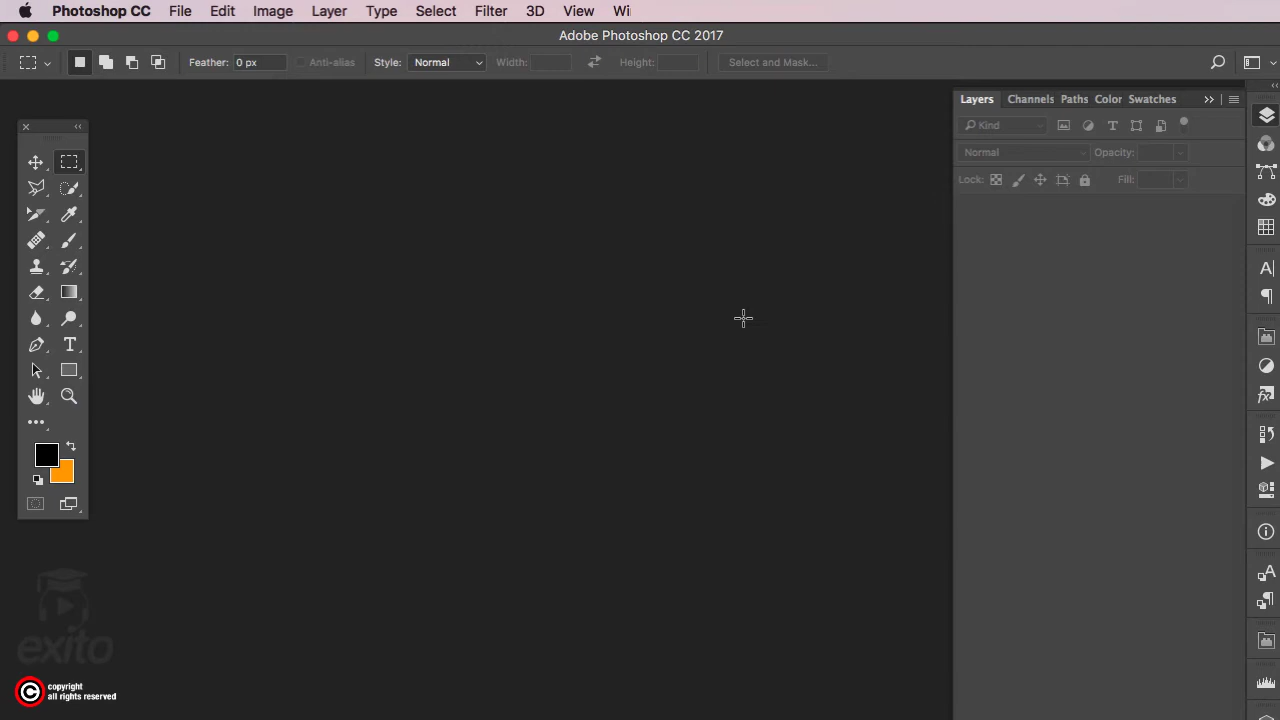 Photoshop CC File Edit Image Layer Type Select Filter 3D View Wi
Adobe Photoshop CC 2017
Feather: 0 px Anti-alias Style: Normal Width: Height: Select and Mask...
Layers Channels Paths Color Swatches
Kind
Normal Opacity:
Lock: Fill:
exito
copyright
all rights reserved